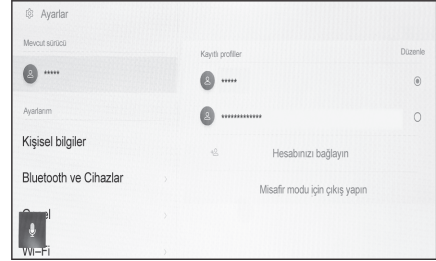 Ayarlar
Mevcut sürücü
*****
Ayarlarım
Kişisel bilgiler
Bluetooth ve Cihazlar
Wi-Fi
Kayıtlı profiller
Düzenle
*****
*************
Hesabınızı bağlayın
Misafir modu için çıkış yapın